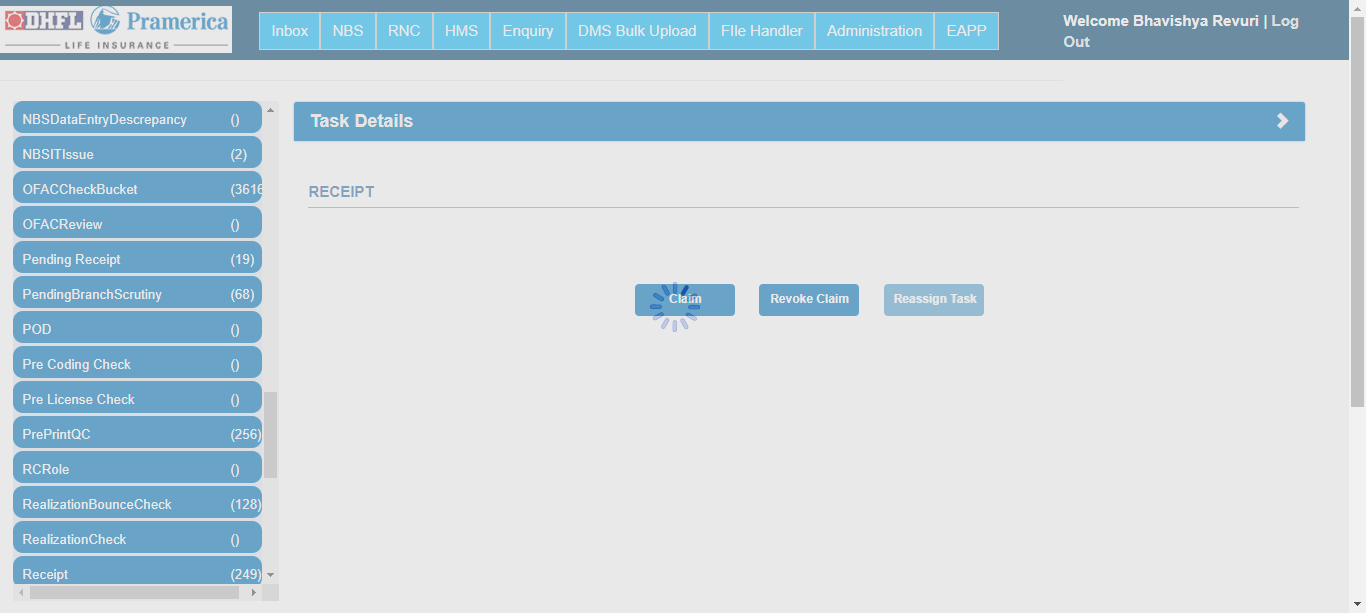 DHFL Pramerica
LIFE INSURANCE
Inbox NBS RNC HMS Enquiry DMS Bulk Upload FIle Handler Administration EAPP
Welcome Bhavishya Revuri | Log
Out
NBSDataEntryDescrepancy ()
NBSITIssue (2)
OFACCheckBucket (3616
OFACReview ()
Pending Receipt (19)
PendingBranchScrutiny (68)
POD ()
Pre Coding Check ()
Pre License Check ()
PrePrintQC (256)
RCRole ()
RealizationBounceCheck (128)
RealizationCheck ()
Receipt (249)
Task Details
RECEIPT
Claim Revoke Claim Reassign Task